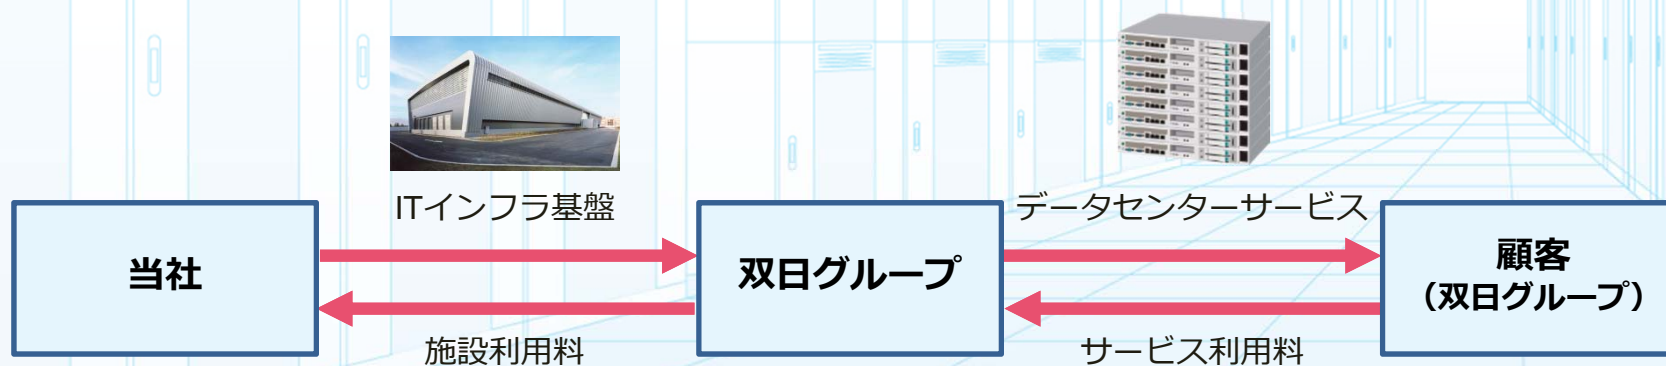 ITインフラ基盤
データセンターサービス
当社
双日グループ
顧客
（双日グループ）
施設利用料
サービス利用料